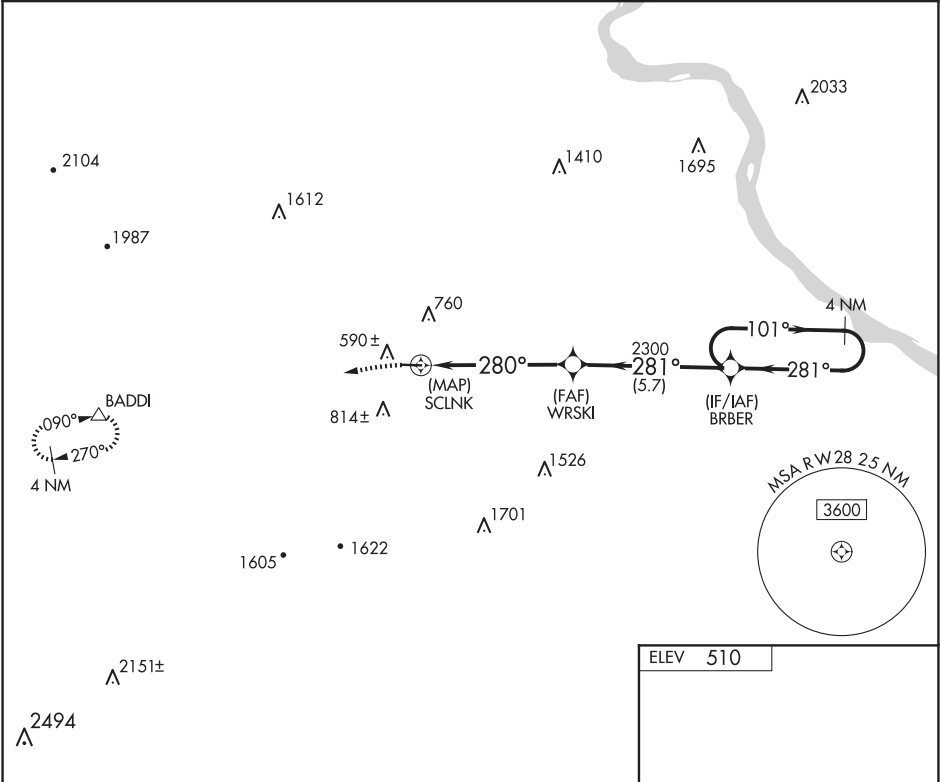 2033
1410
1695
2104
1612
1987
760
4 NM
101°
590±
2300
280°
281°
281°
(5.7)
(MAP)
SCLNK
(FAF)
WRSKI
(IF/IAF)
BRBER
BADDI
814±
090°
270°
4 NM
1526
MSA RW28 25 NM
3600
1701
1622
1605
ELEV 510
2151±
2494